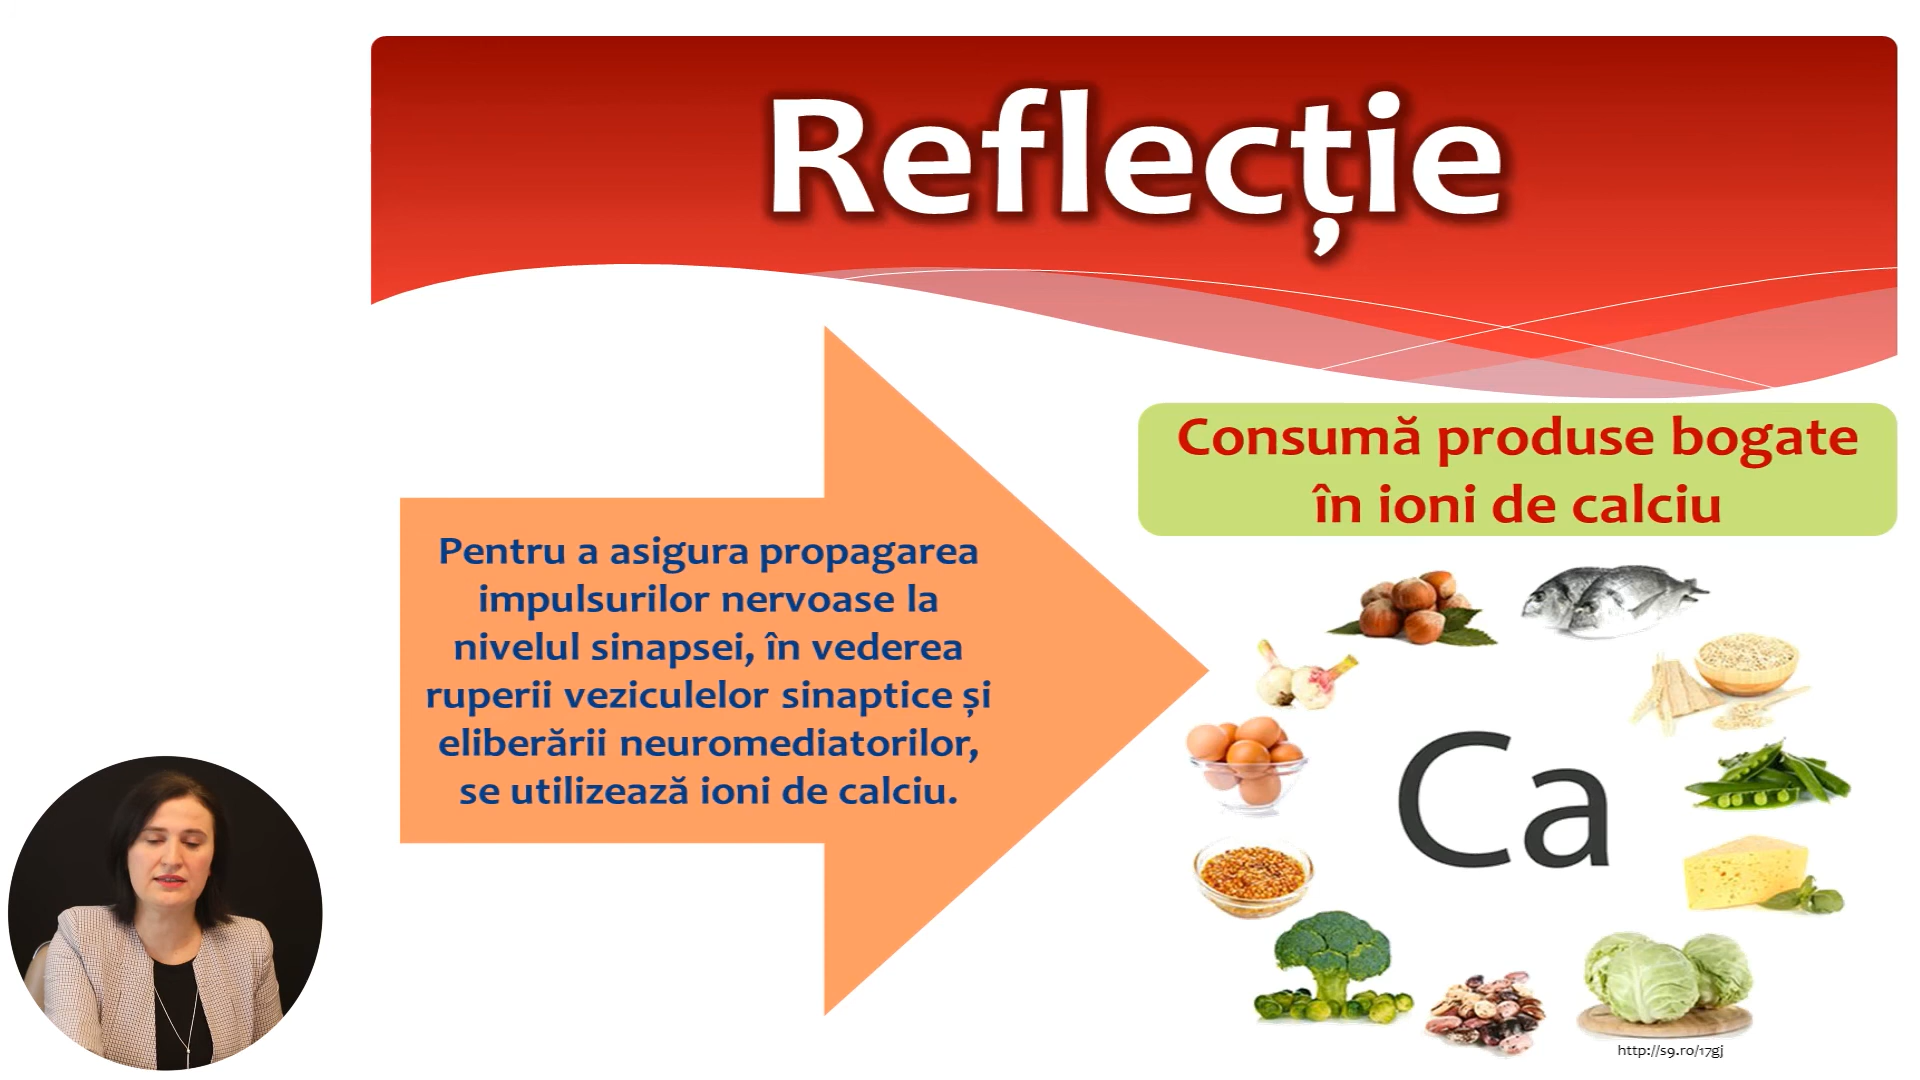 Reflecție
Consumă produse bogate
în ioni de calciu
Pentru a asigura propagarea
impulsurilor nervoase la
nivelul sinapsei, în vederea
ruperii veziculelor sinaptice și
eliberării neuromediatorilor,
se utilizează ioni de calciu.
Ca
http://s9.ro/17gj